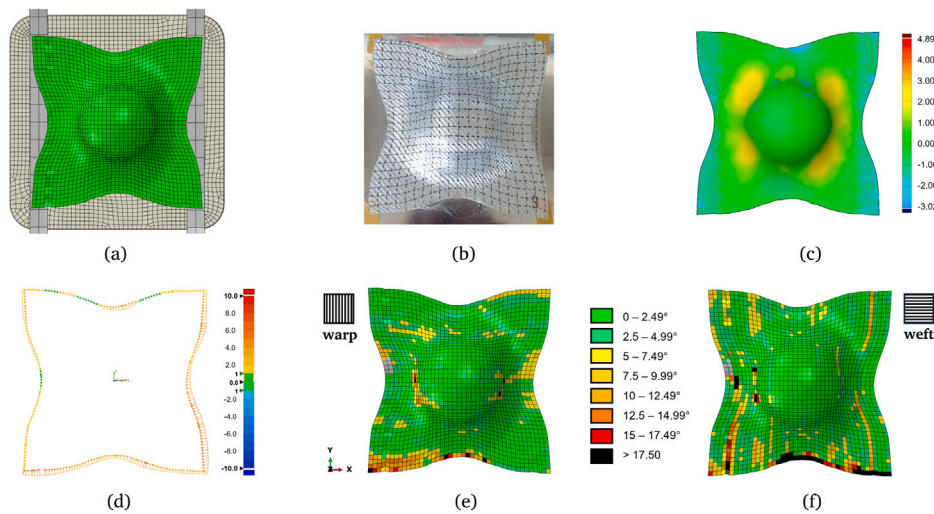 4.89
4.00
3.00
2.00
1.00
0.00
-1.00
-2.00
-3.02
(a)
(b)
(c)
10.0
8.0
6.0
4.0
2.0
1
0.0
1
-2.0
-4.0
-6.0
-8.0
-10.0
warp
0 – 2.49°
2.5 – 4.99°
5 – 7.49°
7.5 – 9.99°
10 – 12.49°
12.5 – 14.99°
15 – 17.49°
> 17.50
weft
Y
Z X
(d)
(e)
(f)